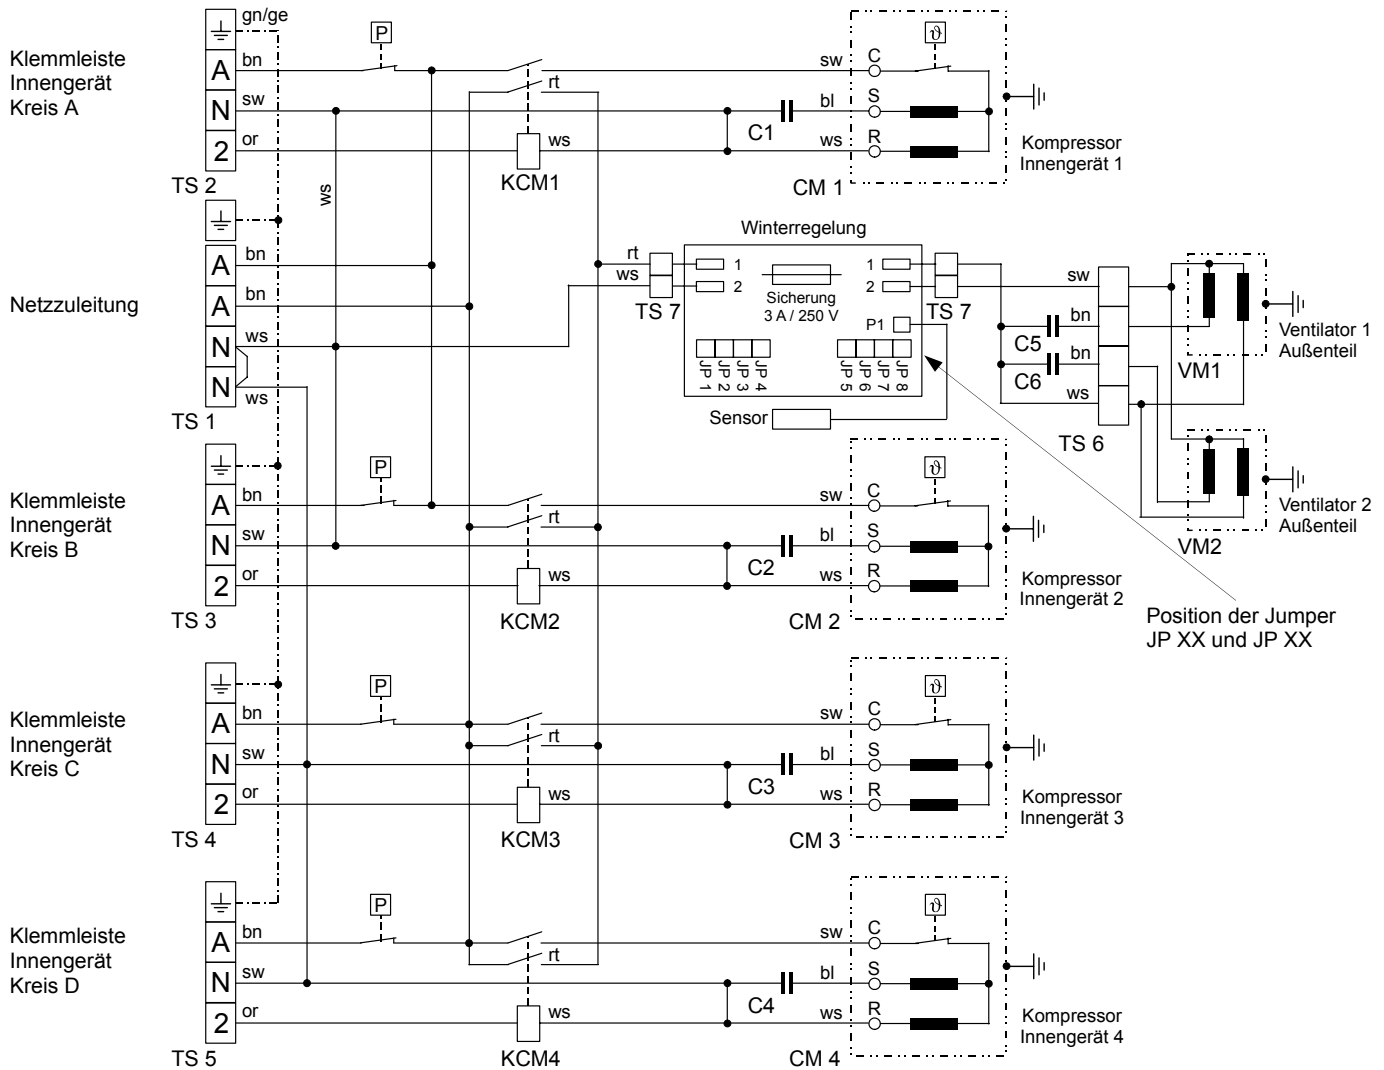 gn/ge
P
ϑ
Klemmleiste
Innengerät
Kreis A
A
bn
sw
C
rt
N
sw
C1
bl
S
2
or
ws
ws
R
Kompressor
Innengerät 1
TS 2
KCM1
CM 1
ws
Winterregelung
A
bn
rt
1
1
ws
2
2
sw
Netzzuleitung
A
bn
TS 7
Sicherung
3 A / 250 V
TS 7
P1
bn
C5
Ventilator 1
Außenteil
N
ws
bn
C6
VM1
N
ws
JP 1
JP 2
JP 3
JP 4
JP 5
JP 6
JP 7
JP 8
ws
TS 1
Sensor
TS 6
P
ϑ
Klemmleiste
Innengerät
Kreis B
A
bn
sw
C
rt
Ventilator 2
Außenteil
N
sw
C2
bl
S
VM2
2
or
ws
ws
R
Kompressor
Innengerät 2
TS 3
KCM2
CM 2
Position der Jumper
JP XX und JP XX
P
ϑ
Klemmleiste
Innengerät
Kreis C
A
bn
sw
C
rt
N
sw
C3
bl
S
2
or
ws
ws
R
Kompressor
Innengerät 3
TS 4
KCM3
CM 3
P
ϑ
Klemmleiste
Innengerät
Kreis D
A
bn
sw
C
rt
N
sw
C4
bl
S
2
or
ws
ws
R
Kompressor
Innengerät 4
TS 5
KCM4
CM 4